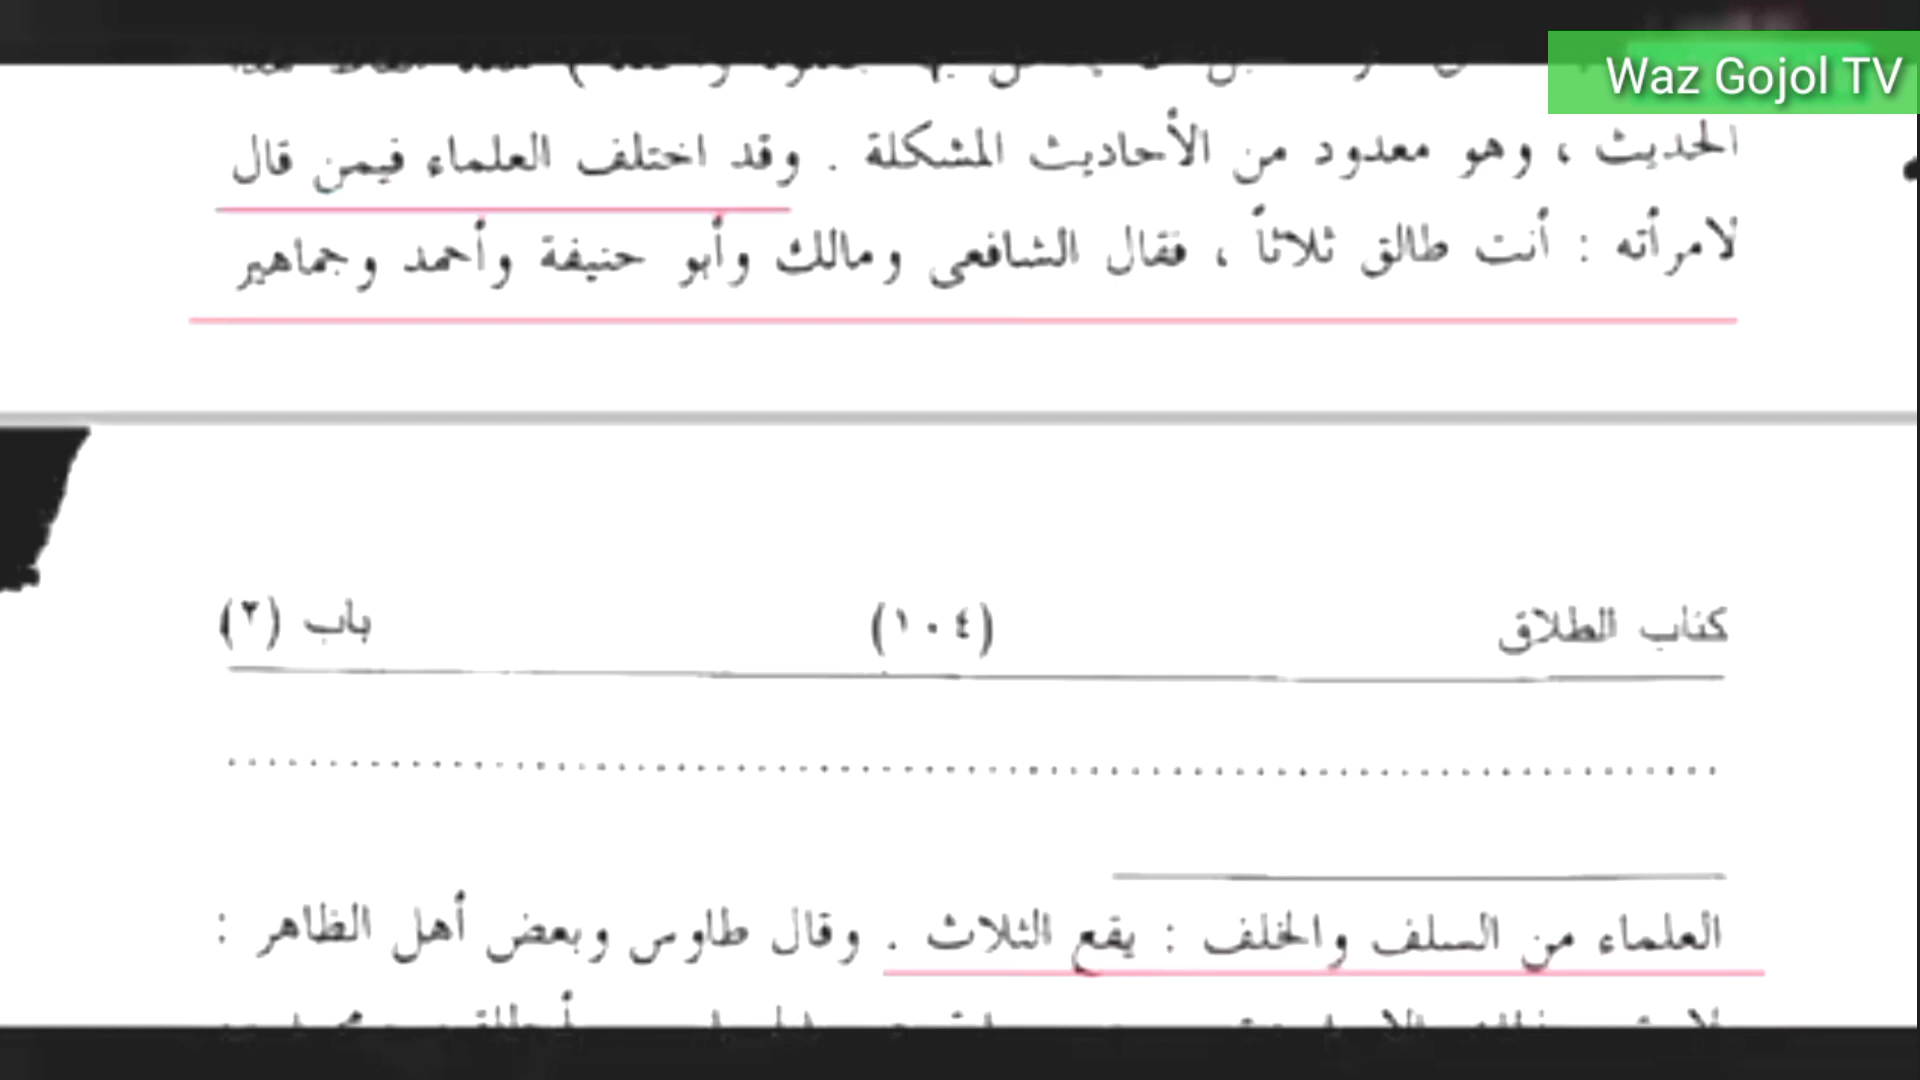 Waz Gojol TV
الحديث ، وهو معدود من الأحاديث المشكلة . وقد اختلف العلماء فيمن قال
لامرأته : أنت طالق ثلاثاً ، فقال الشافعى ومالك وأبو حنيفة وأحمد وجماهير
كتاب الطلاق (١٠٤) باب (٢)
العلماء من السلف والخلف : يقع الثلاث . وقال طاوس وبعض أهل الظاهر :